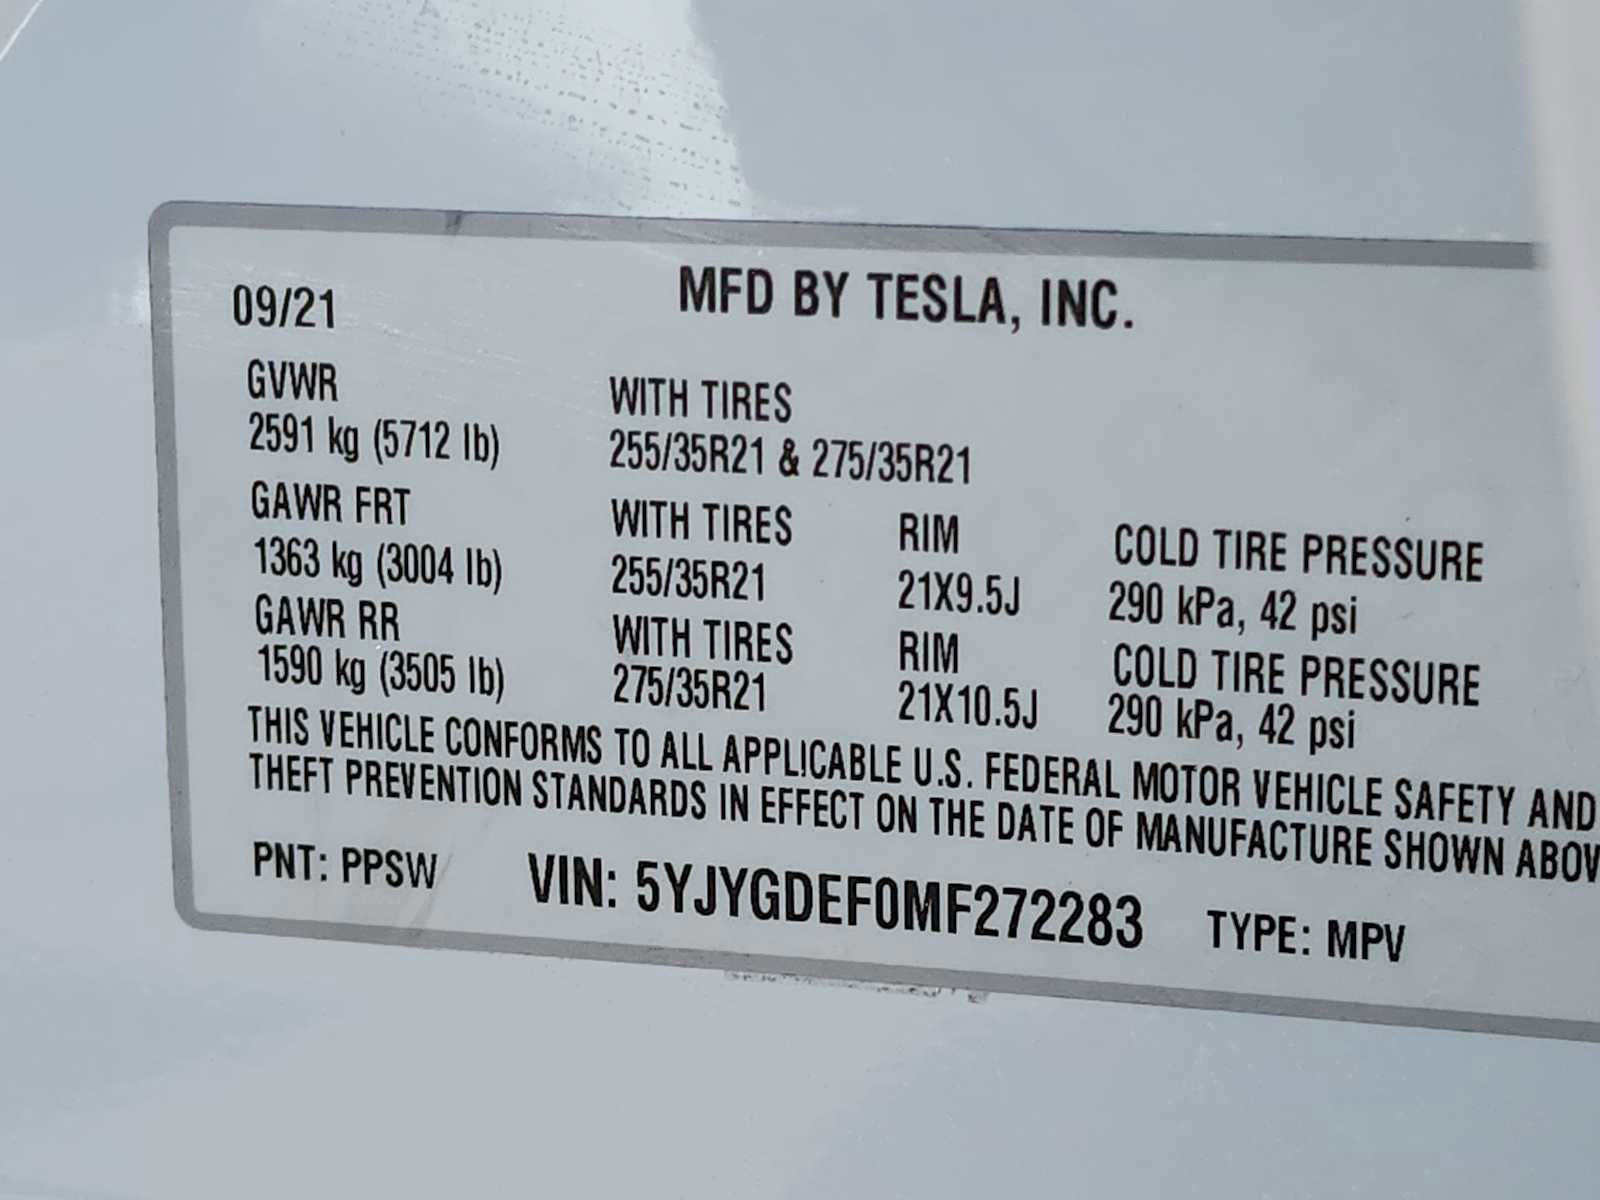 09/21 MFD BY TESLA, INC.
GVWR WITH TIRES
2591 kg (5712 lb) 255/35R21 & 275/35R21
GAWR FRT WITH TIRES RIM COLD TIRE PRESSURE
1363 kg (3004 lb) 255/35R21 21X9.5J 290 kPa, 42 psi
GAWR RR WITH TIRES RIM COLD TIRE PRESSURE
1590 kg (3505 lb) 275/35R21 21X10.5J 290 kPa, 42 psi
THIS VEHICLE CONFORMS TO ALL APPLICABLE U.S. FEDERAL MOTOR VEHICLE SAFETY AND
THEFT PREVENTION STANDARDS IN EFFECT ON THE DATE OF MANUFACTURE SHOWN ABOV
PNT: PPSW VIN: 5YJYGDEF0MF272283 TYPE: MPV